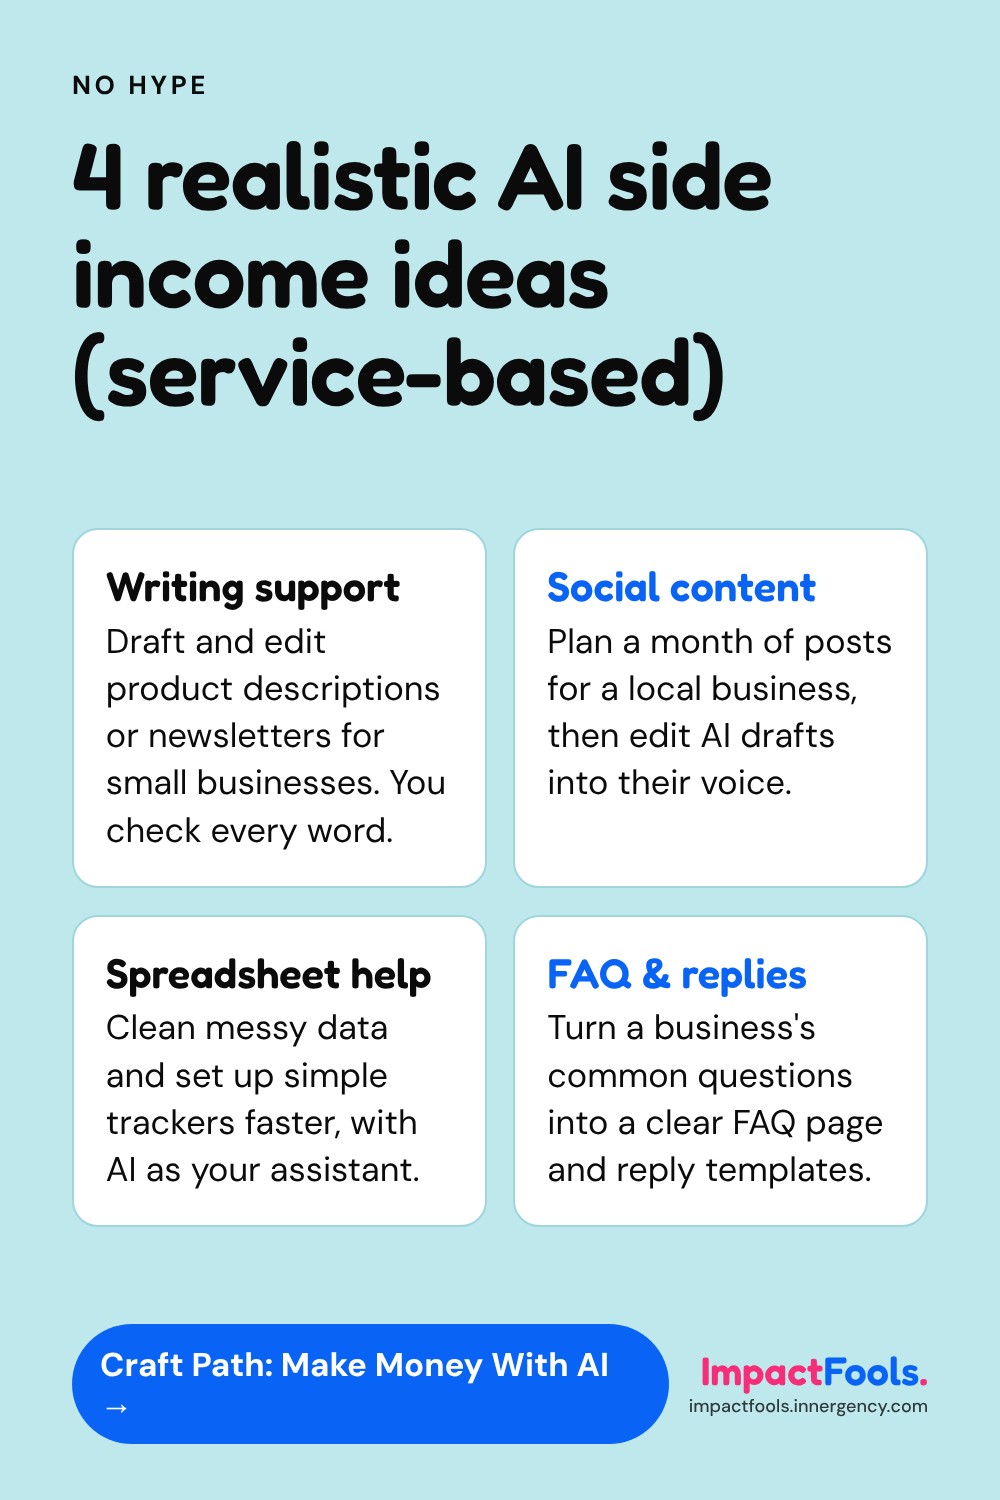 NO HYPE
4 realistic AI side
income ideas
(service-based)
Writing support
Draft and edit
product descriptions
or newsletters for
small businesses. You
check every word.
Social content
Plan a month of posts
for a local business,
then edit AI drafts
into their voice.
Spreadsheet help
Clean messy data
and set up simple
trackers faster, with
AI as your assistant.
FAQ & replies
Turn a business's
common questions
into a clear FAQ page
and reply templates.
Craft Path: Make Money With AI
→
ImpactFools.
impactfools.innergency.com